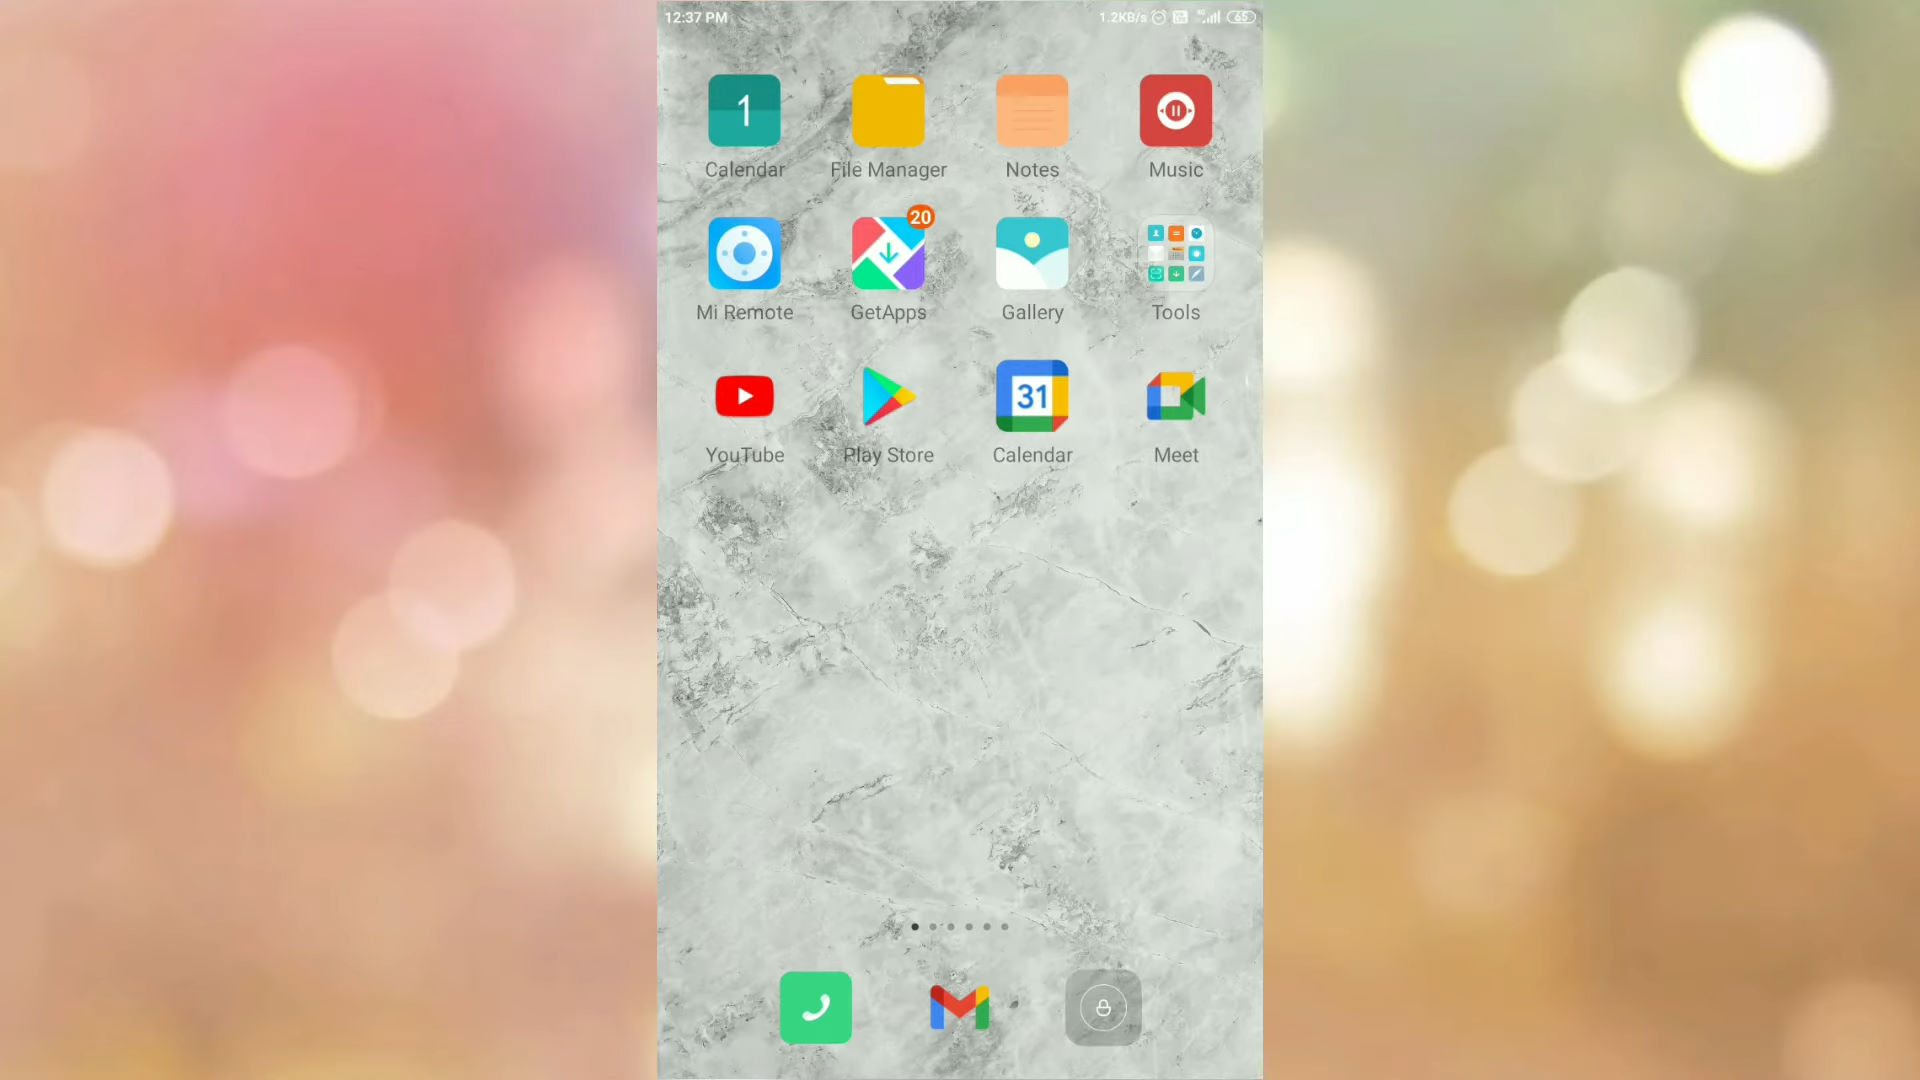 12:37 PM 1.2KB/s 65
1
Calendar File Manager Notes Music
20
Mi Remote GetApps Gallery Tools
31
YouTube Play Store Calendar Meet